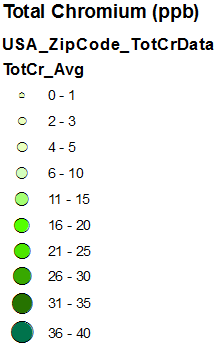 Total Chromium (ppb)
USA_ZipCode_TotCrData
TotCr_Avg
0 - 1
2 - 3
4 - 5
6 - 10
11 - 15
16 - 20
21 - 25
26 - 30
31 - 35
36 - 40